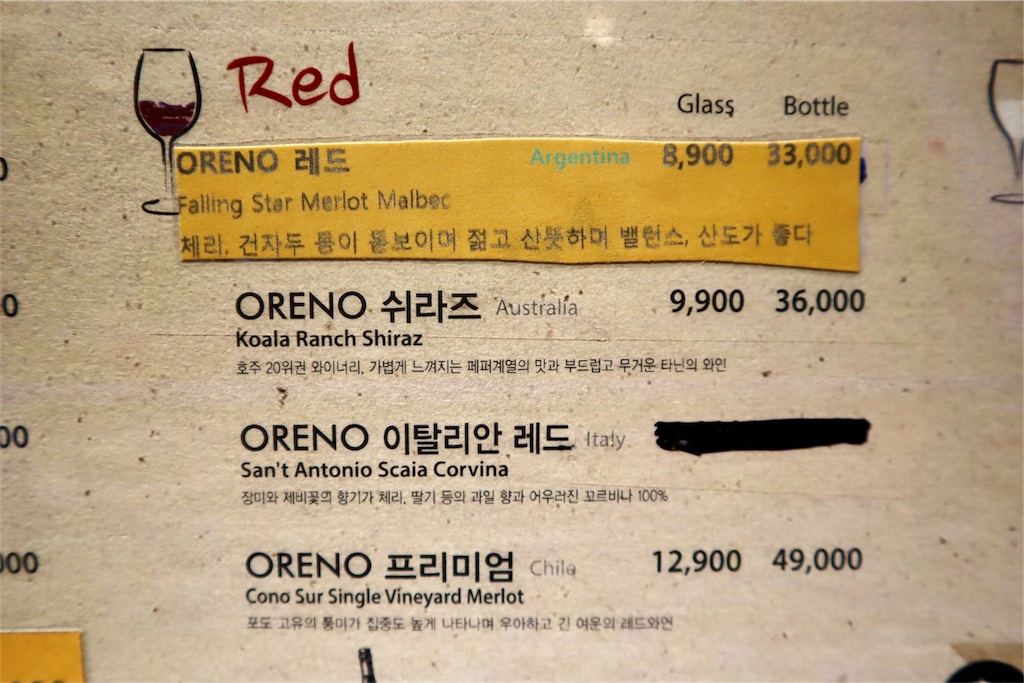 Red
Glass Bottle
ORENO 레드 Argentina 8,900 33,000
Falling Star Merlot Malbec
체리, 건자두 등이 돋보이며 젊고 산뜻하며 밸런스, 산도가 좋다
ORENO 쉬라즈 Australia 9,900 36,000
Koala Ranch Shiraz
호주 20위권 와이너리, 가볍게 느껴지는 페퍼계열의 맛과 부드럽고 무거운 타닌의 와인
ORENO 이탈리안 레드 Italy
San't Antonio Scaia Corvina
장미와 제비꽃의 향기가 체리, 딸기 등의 과일 향과 어우러진 꼬르비나 100%
ORENO 프리미엄 Chile 12,900 49,000
Cono Sur Single Vineyard Merlot
포도 고유의 풍미가 집중도 높게 나타나며 우아하고 긴 여운의 레드와인